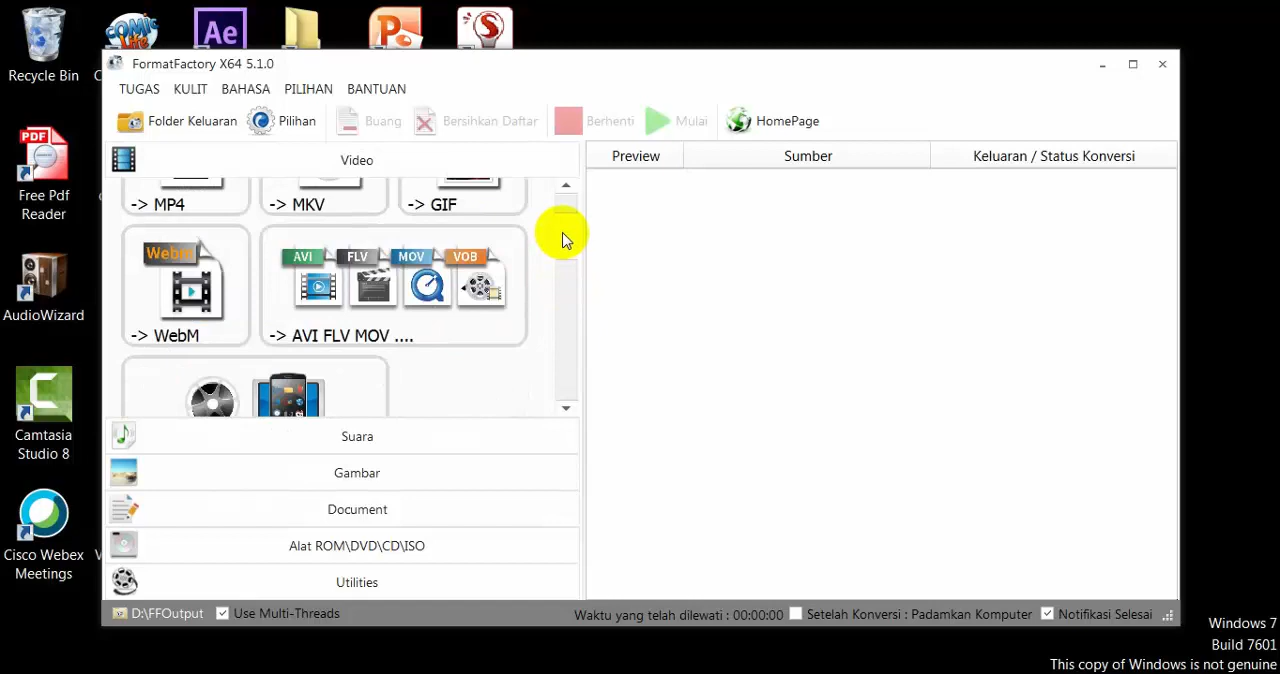 COMIC
Life
Ae
P
S
Recycle Bin
PDF
Free Pdf
Reader
AudioWizard
Camtasia
Studio 8
Cisco Webex
Meetings
FormatFactory X64 5.1.0
TUGAS KULIT BAHASA PILIHAN BANTUAN
Folder Keluaran Pilihan Buang Bersihkan Daftar Berhenti Mulai HomePage
Video
-> MP4 -> MKV -> GIF
Webm
AVI FLV MOV VOB
-> WebM -> AVI FLV MOV ....
Suara
Gambar
Document
Alat ROM\DVD\CD\ISO
Utilities
Preview Sumber Keluaran / Status Konversi
D:\FFOutput Use Multi-Threads Waktu yang telah dilewati : 00:00:00 Setelah Konversi : Padamkan Komputer Notifikasi Selesai
Windows 7
Build 7601
This copy of Windows is not genuine